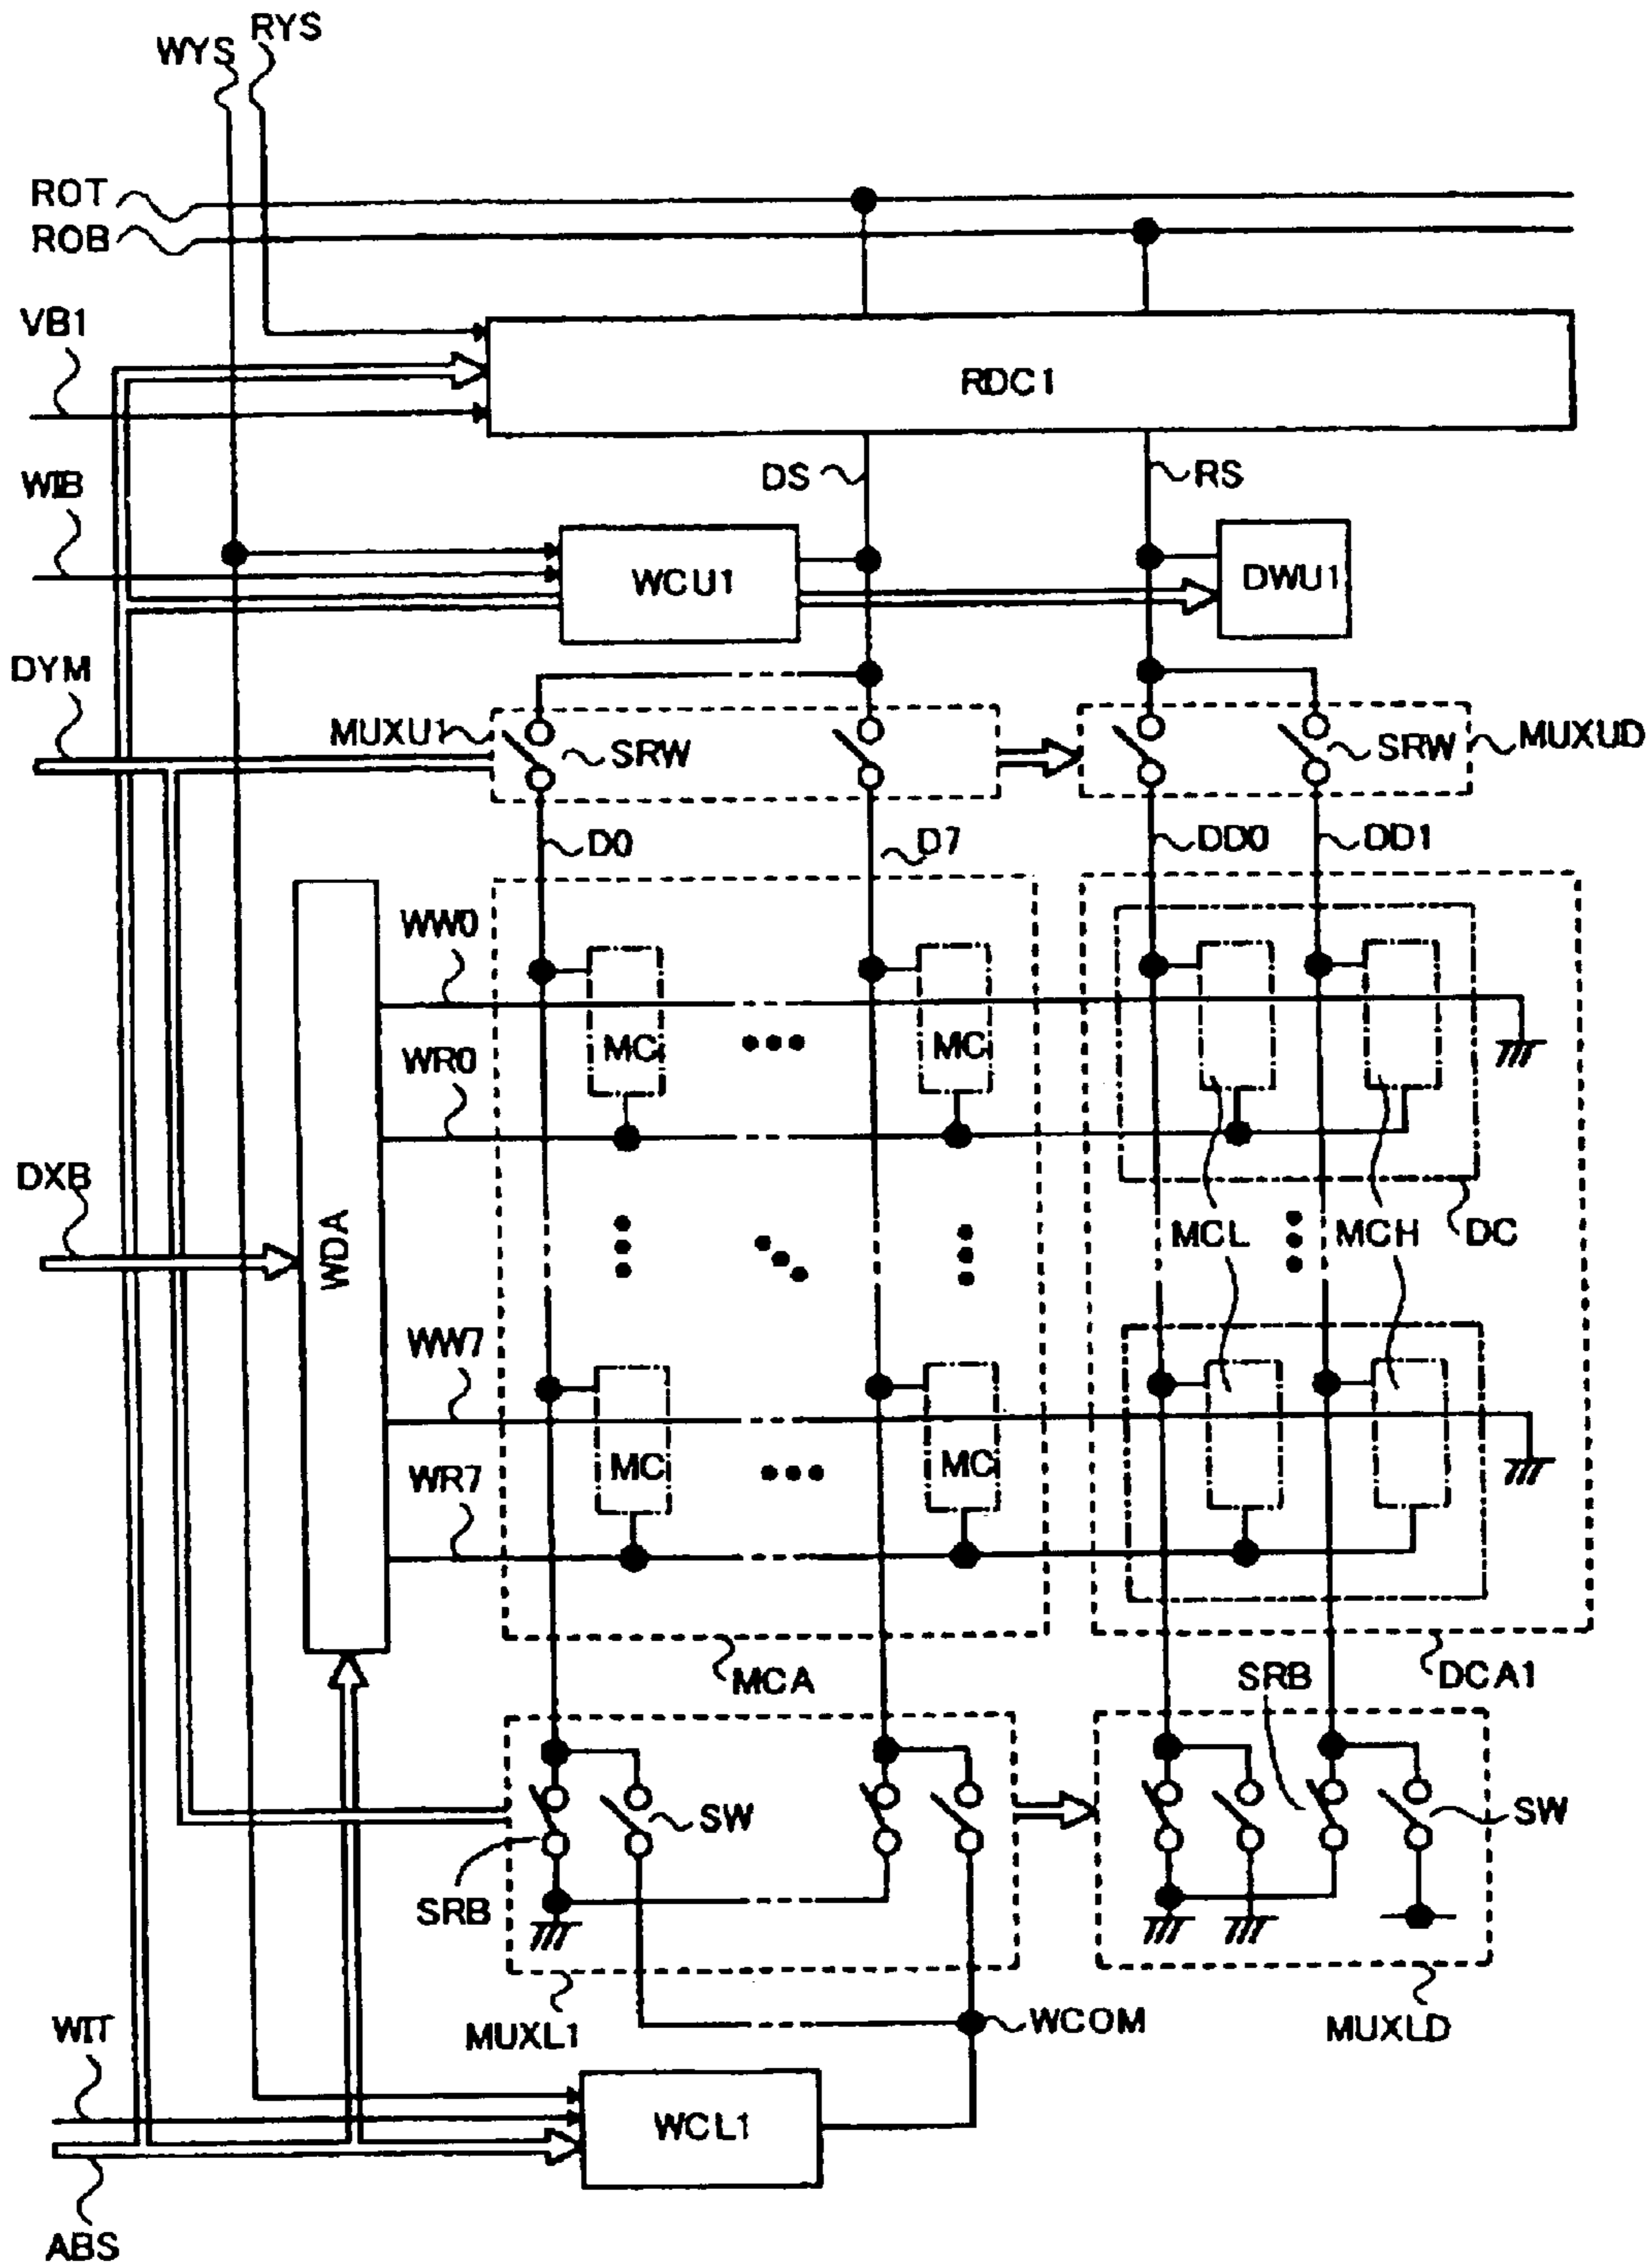 WYS RYS
ROT
ROB
VB1
RDC1
WIB
DS RS
WCU1 DWU1
DYM
MUXU1 SRW SRW MUXUD
D0 D7 DD0 DD1
WW0
MC MC
WR0
DXB
WDA
MCL MCH DC
WW7
MC MC
WR7
MCA SRB DCA1
SW SW
SRB
WIT
MUXL1 WCOM MUXLD
WCL1
ABS